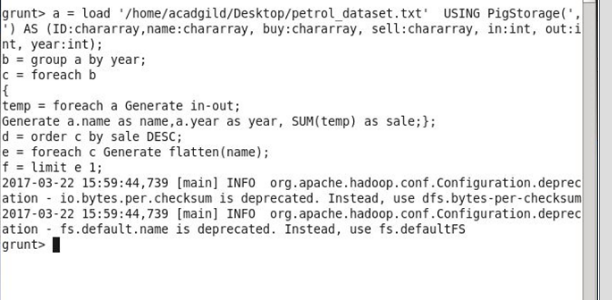 grunt> a = load '/home/acadgild/Desktop/petrol_dataset.txt'  USING PigStorage(',
') AS (ID:chararray,name:chararray, buy:chararray, sell:chararray, in:int, out:i
nt, year:int);
b = group a by year;
c = foreach b
{
temp = foreach a Generate in-out;
Generate a.name as name,a.year as year, SUM(temp) as sale;};
d = order c by sale DESC;
e = foreach c Generate flatten(name);
f = limit e 1;
2017-03-22 15:59:44,739 [main] INFO  org.apache.hadoop.conf.Configuration.deprec
ation - io.bytes.per.checksum is deprecated. Instead, use dfs.bytes-per-checksum
2017-03-22 15:59:44,739 [main] INFO  org.apache.hadoop.conf.Configuration.deprec
ation - fs.default.name is deprecated. Instead, use fs.defaultFS
grunt>